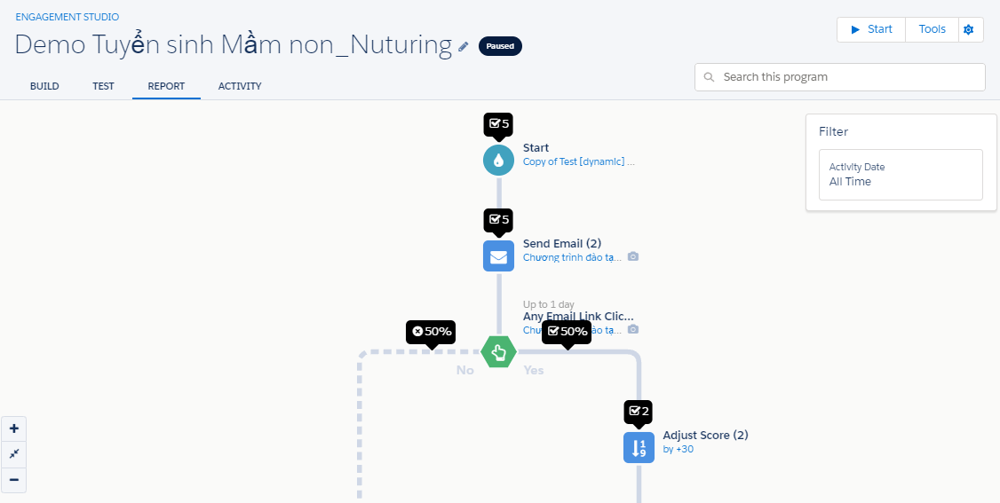 ENGAGEMENT STUDIO
Demo Tuyển sinh Mầm non_Nuturing
Paused
Start
Tools
BUILD
TEST
REPORT
ACTIVITY
Search this program
Filter
Activity Date
All Time
5
Start
Copy of Test [dynamic] ...
5
Send Email (2)
Chương trình đào tạ...
Up to 1 day
Any Email Link Clic...
50%
50%
Chư ào tạ...
No
Yes
2
Adjust Score (2)
by +30
1
9